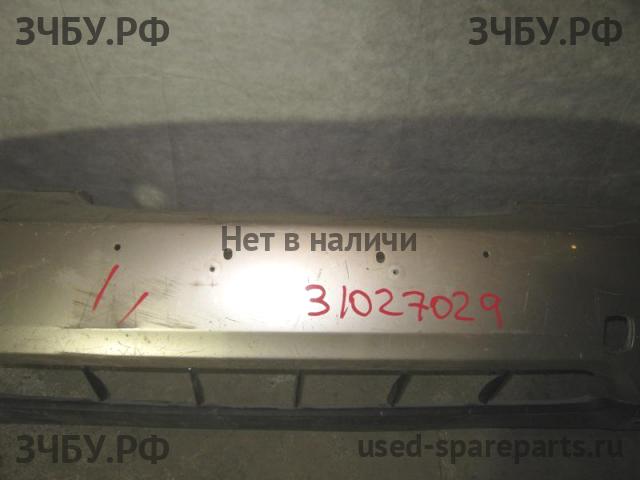 ЗЧБУ.РФ ЗЧБУ.РФ
Нет в наличи
31027029
ЗЧБУ.РФ used-spareparts.ru